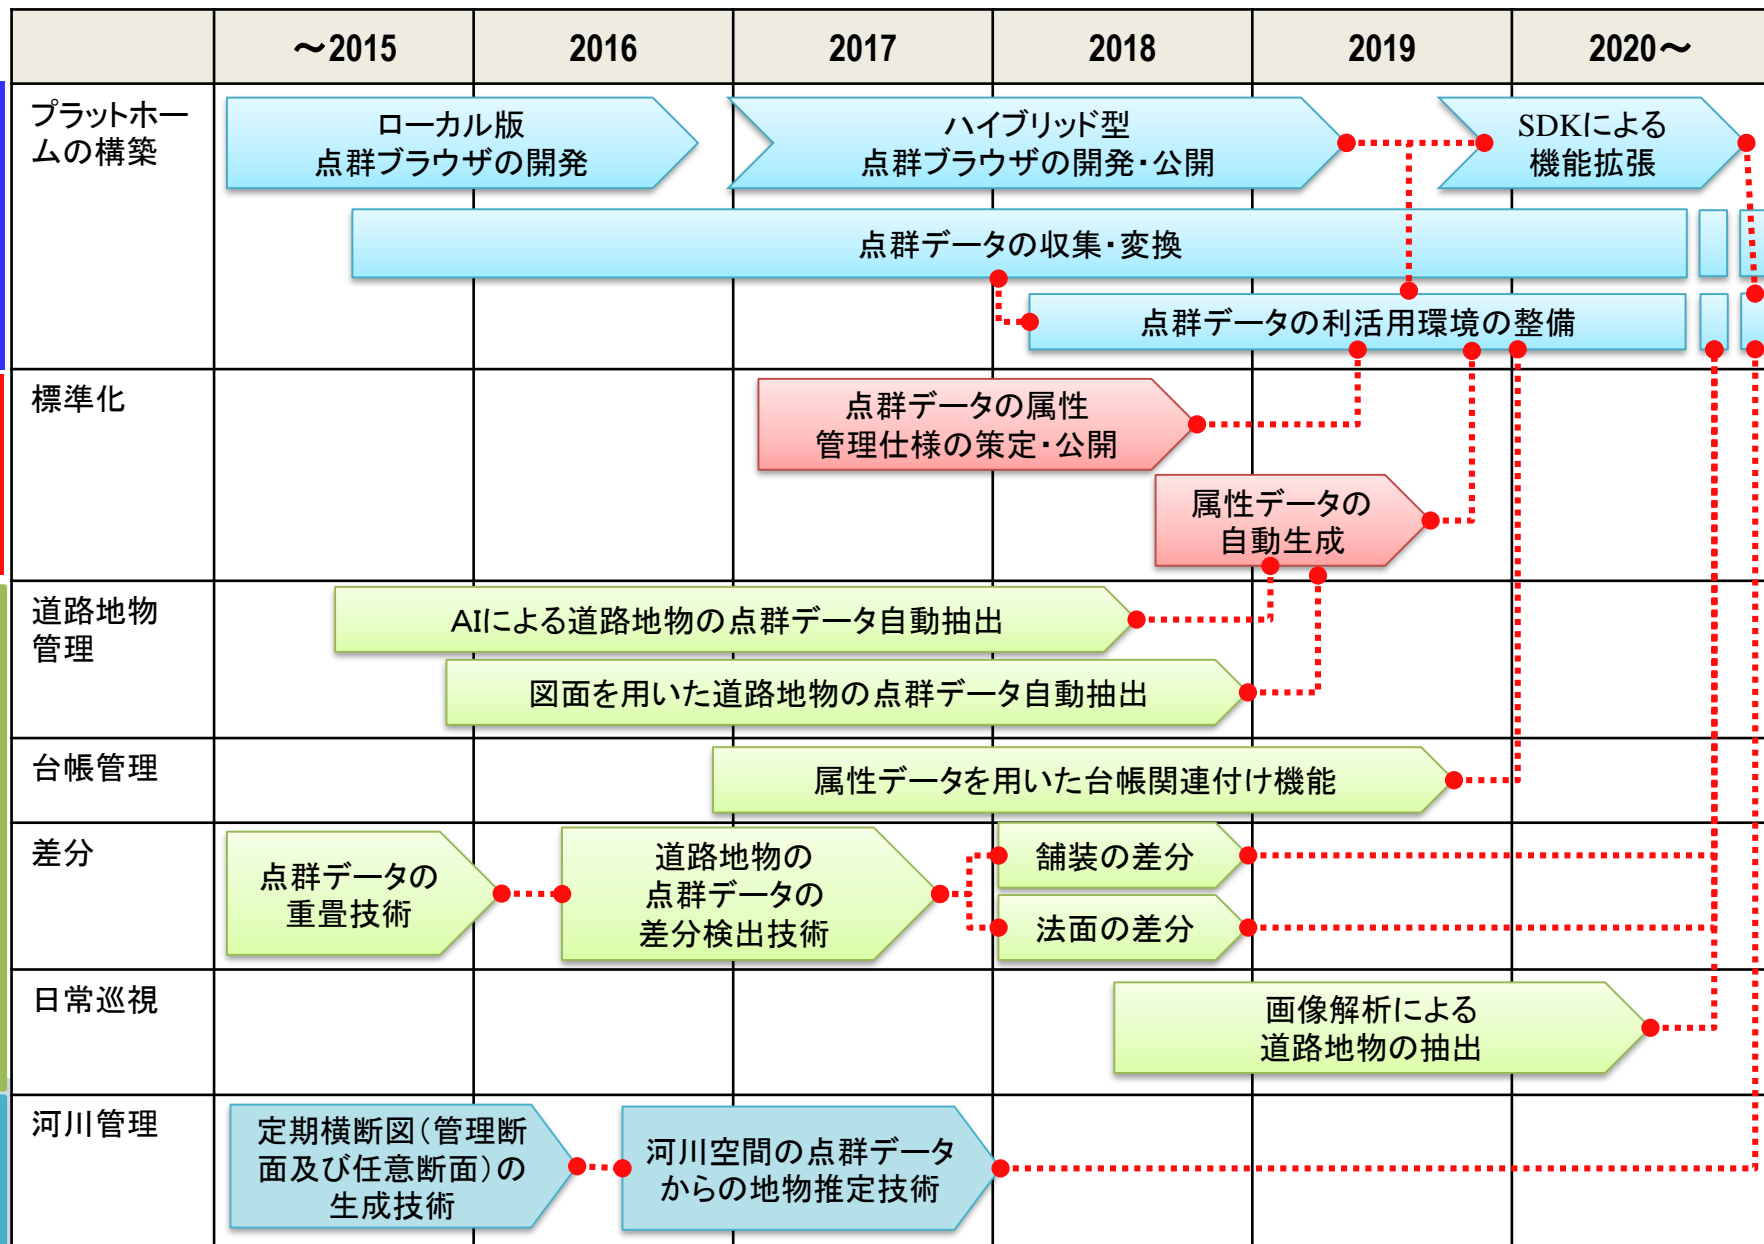 ～2015
2016
2017
2018
2019
2020～
プラットホー
ムの構築
ローカル版
点群ブラウザの開発
ハイブリッド型
点群ブラウザの開発・公開
SDKによる
機能拡張
点群データの収集・変換
点群データの利活用環境の整備
標準化
点群データの属性
管理仕様の策定・公開
属性データの
自動生成
道路地物
管理
AIによる道路地物の点群データ自動抽出
図面を用いた道路地物の点群データ自動抽出
台帳管理
属性データを用いた台帳関連付け機能
差分
点群データの
重畳技術
道路地物の
点群データの
差分検出技術
舗装の差分
法面の差分
日常巡視
画像解析による
道路地物の抽出
河川管理
定期横断図（管理断
面及び任意断面）の
生成技術
河川空間の点群データ
からの地物推定技術